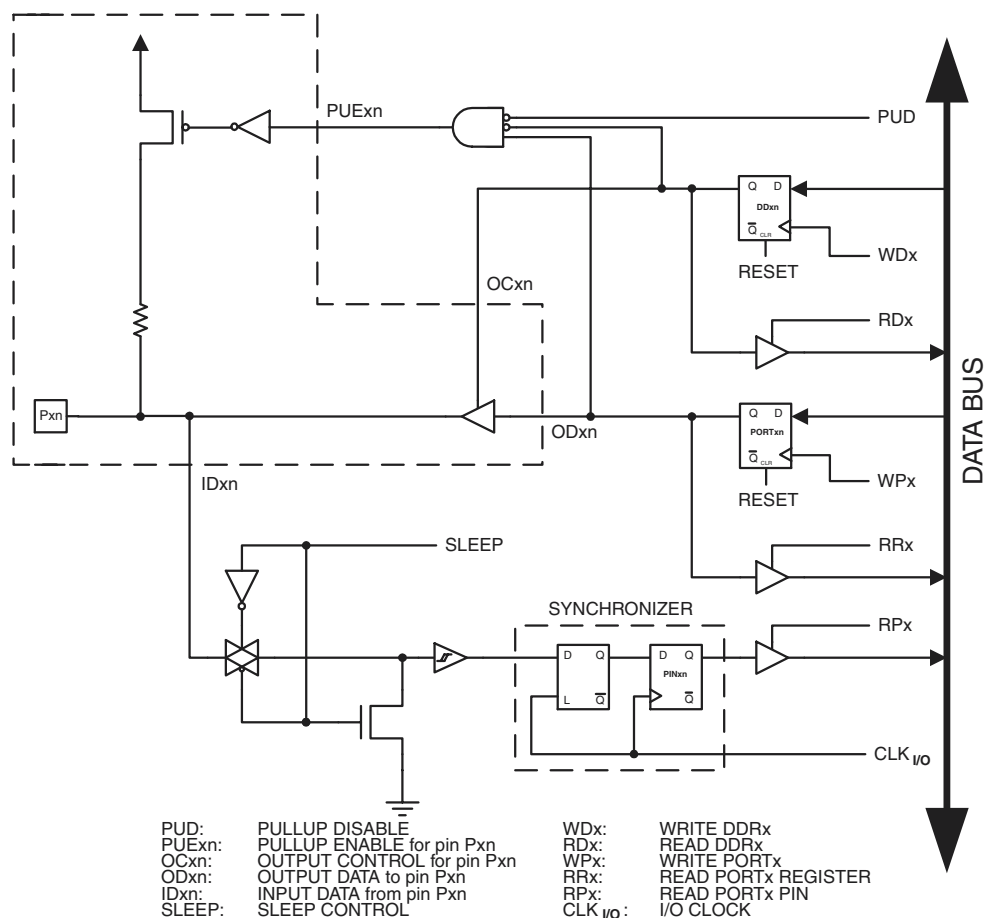 PUExn
PUD
Q D
DDxn
Q CLR
WDx
RESET
OCxn
RDx
DATA BUS
Pxn
ODxn
Q D
PORTxn
Q CLR
WPx
RESET
IDxn
SLEEP
RRx
SYNCHRONIZER
RPx
D Q
L Q
D Q
PINxn
Q
CLK I/O
PUD: PULLUP DISABLE
PUExn: PULLUP ENABLE for pin Pxn
OCxn: OUTPUT CONTROL for pin Pxn
ODxn: OUTPUT DATA to pin Pxn
IDxn: INPUT DATA from pin Pxn
SLEEP: SLEEP CONTROL
WDx: WRITE DDRx
RDx: READ DDRx
WPx: WRITE PORTx
RRx: READ PORTx REGISTER
RPx: READ PORTx PIN
CLK I/O : I/O CLOCK